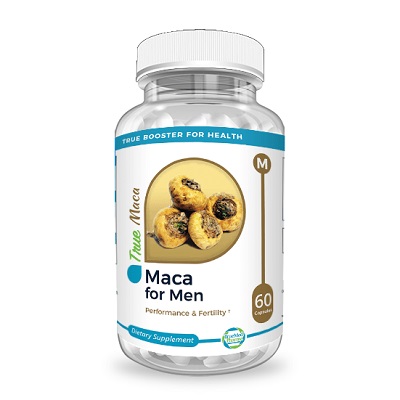 TRUE BOOSTER FOR HEALTH
M
True Maca
Maca
for Men
Performance & Fertility †
60
Capsules
Dietary Supplement